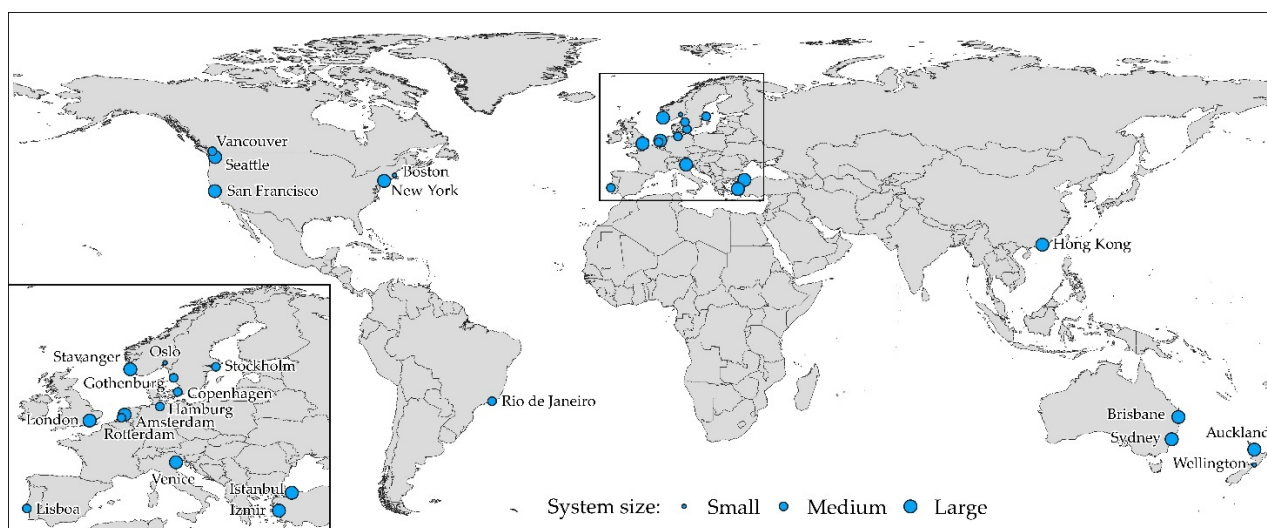 Vancouver
Seattle
San Francisco
Boston
New York
Hong Kong
Rio de Janeiro
Brisbane
Sydney
Auckland
Wellington
Stavanger
Oslo
Stockholm
Gothenburg
Copenhagen
Hamburg
London
Amsterdam
Rotterdam
Venice
Istanbul
Izmir
Lisboa
System size: Small Medium Large